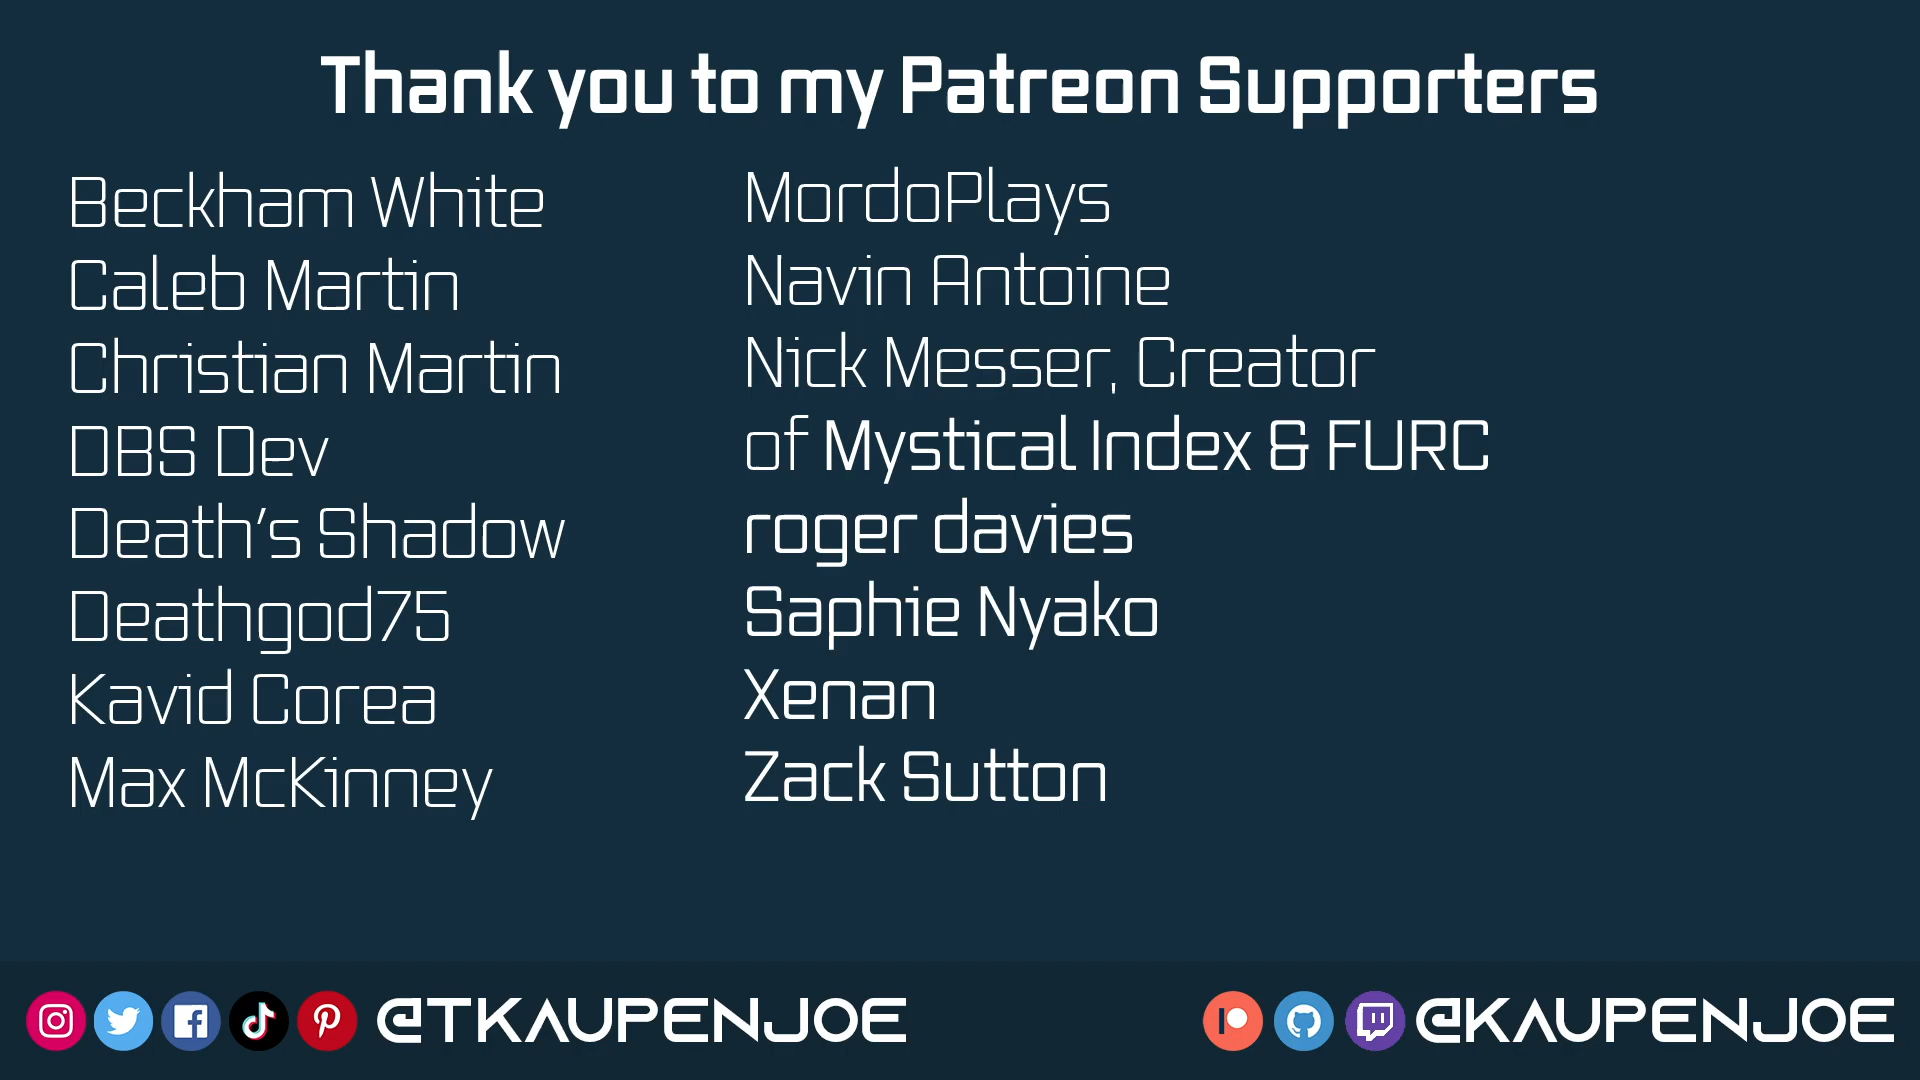 Thank you to my Patreon Supporters
Beckham White
Caleb Martin
Christian Martin
DBS Dev
Death's Shadow
Deathgod75
Kavid Corea
Max McKinney
MordoPlays
Navin Antoine
Nick Messer, Creator
of Mystical Index & FURC
roger davies
Saphie Nyako
Xenan
Zack Sutton
@TKAUPENJOE
@KAUPENJOE